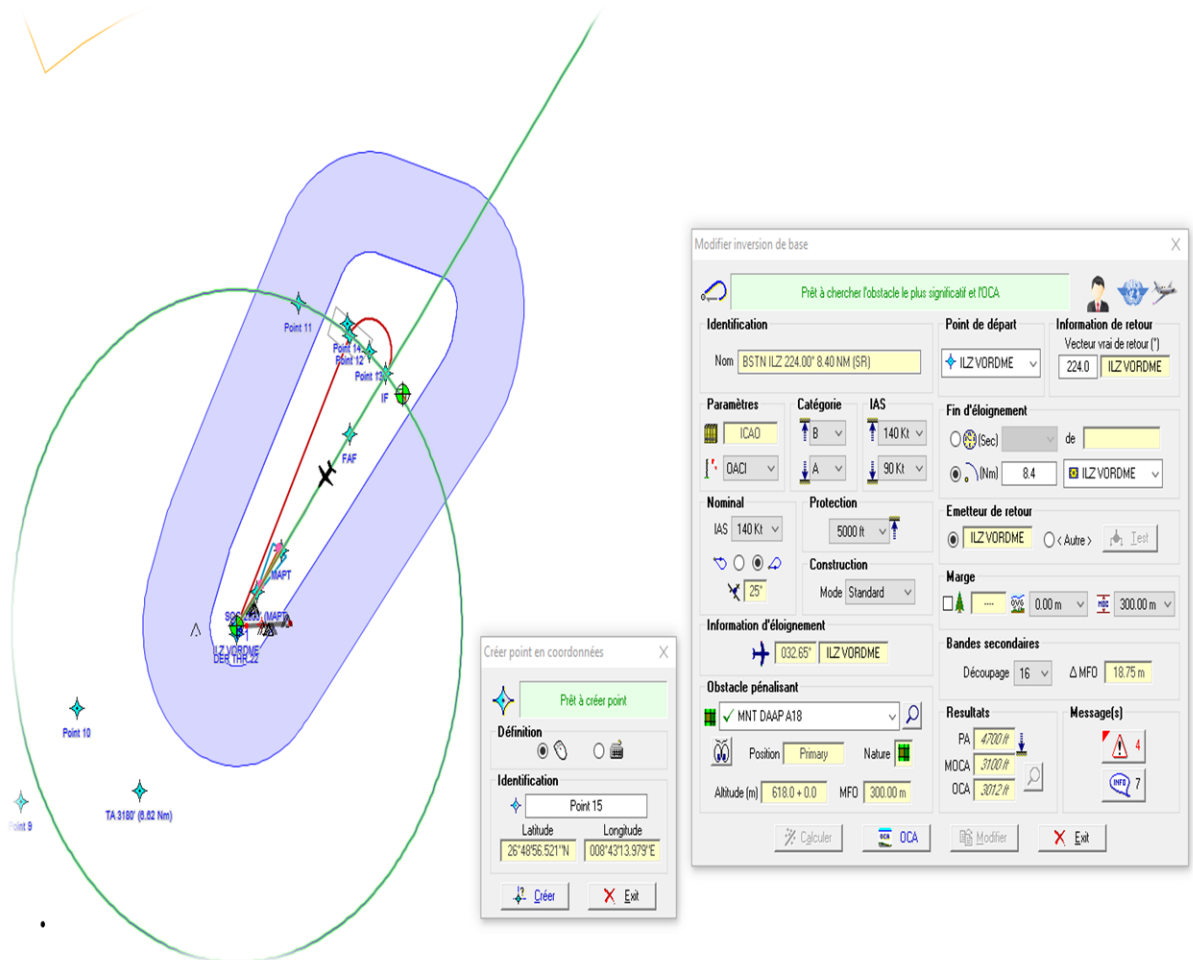 Point 11
Point 14
Point 12
Point 13
IF
FAF
MAPT
ILZ VORDME
DER THR 22
Point 10
Point 9
TA 3180' (6.62 Nm)
Créer point en coordonnées
X
Prêt à créer point
Définition
Identification
Point 15
Latitude
Longitude
26°48'56.521"N
008°43'13.979"E
Créer
Exit
Modifier inversion de base
X
Prêt à chercher l'obstacle le plus significatif et l'OCA
Identification
Nom
BSTN ILZ 224.00° 8.40 NM (SR)
Point de départ
ILZ VORDME
Information de retour
Vecteur vrai de retour (°)
224.0
ILZ VORDME
Paramètres
ICAO
OACI
Catégorie
B
A
IAS
140 Kt
90 Kt
Fin d'éloignement
(Sec)
de
(Nm)
8.4
ILZ VORDME
Nominal
IAS
140 Kt
25°
Protection
5000 ft
Construction
Mode
Standard
Emetteur de retour
ILZ VORDME
< Autre >
Test
Marge
----
0.00 m
300.00 m
Information d'éloignement
032.65°
ILZ VORDME
Bandes secondaires
Découpage
16
Δ MFO
18.75 m
Obstacle pénalisant
MNT DAAP A18
Position
Primary
Nature
Altitude (m)
618.0 + 0.0
MFO
300.00 m
Resultats
PA
4700 ft
MOCA
3100 ft
OCA
3012 ft
Message(s)
4
INFO
7
Calculer
OCA
Modifier
Exit